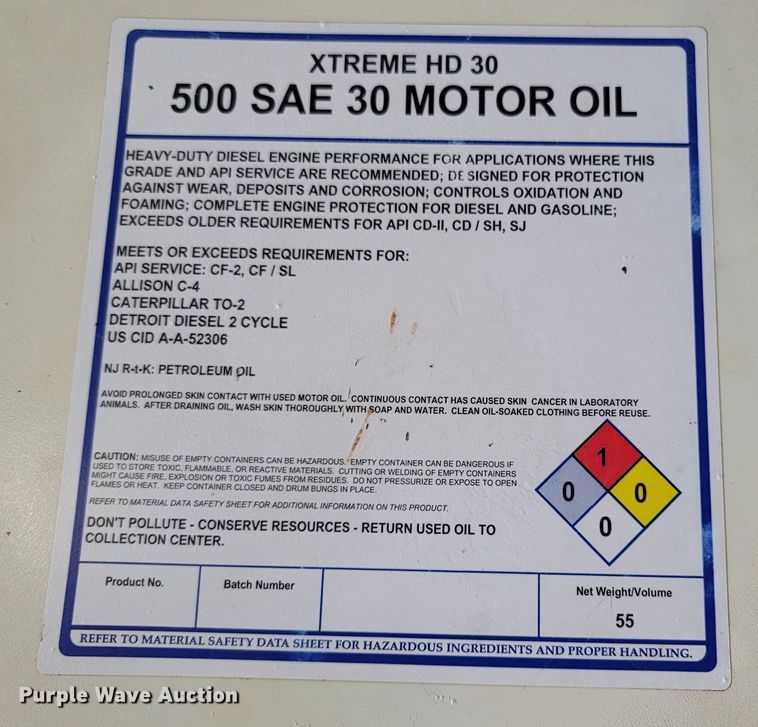 XTREME HD 30
500 SAE 30 MOTOR OIL
HEAVY-DUTY DIESEL ENGINE PERFORMANCE FOR APPLICATIONS WHERE THIS
GRADE AND API SERVICE ARE RECOMMENDED; DESIGNED FOR PROTECTION
AGAINST WEAR, DEPOSITS AND CORROSION; CONTROLS OXIDATION AND
FOAMING; COMPLETE ENGINE PROTECTION FOR DIESEL AND GASOLINE;
EXCEEDS OLDER REQUIREMENTS FOR API CD-II, CD / SH, SJ
MEETS OR EXCEEDS REQUIREMENTS FOR:
API SERVICE: CF-2, CF / SL
ALLISON C-4
CATERPILLAR TO-2
DETROIT DIESEL 2 CYCLE
US CID A-A-52306
NJ R-t-K: PETROLEUM OIL
AVOID PROLONGED SKIN CONTACT WITH USED MOTOR OIL. CONTINUOUS CONTACT HAS CAUSED SKIN CANCER IN LABORATORY
ANIMALS. AFTER DRAINING OIL, WASH SKIN THOROUGHLY WITH SOAP AND WATER. CLEAN OIL-SOAKED CLOTHING BEFORE REUSE.
CAUTION: MISUSE OF EMPTY CONTAINERS CAN BE HAZARDOUS. EMPTY CONTAINER CAN BE DANGEROUS IF
USED TO STORE TOXIC, FLAMMABLE, OR REACTIVE MATERIALS. CUTTING OR WELDING OF EMPTY CONTAINERS
MIGHT CAUSE FIRE, EXPLOSION OR TOXIC FUMES FROM RESIDUES. DO NOT PRESSURIZE OR EXPOSE TO OPEN
FLAMES OR HEAT. KEEP CONTAINER CLOSED AND DRUM BUNGS IN PLACE.
REFER TO MATERIAL DATA SAFETY SHEET FOR ADDITIONAL INFORMATION ON THIS PRODUCT.
DON'T POLLUTE - CONSERVE RESOURCES - RETURN USED OIL TO
COLLECTION CENTER.
1
0 0
0
Product No. Batch Number Net Weight/Volume
55
REFER TO MATERIAL SAFETY DATA SHEET FOR HAZARDOUS INGREDIENTS AND PROPER HANDLING.
Purple Wave Auction